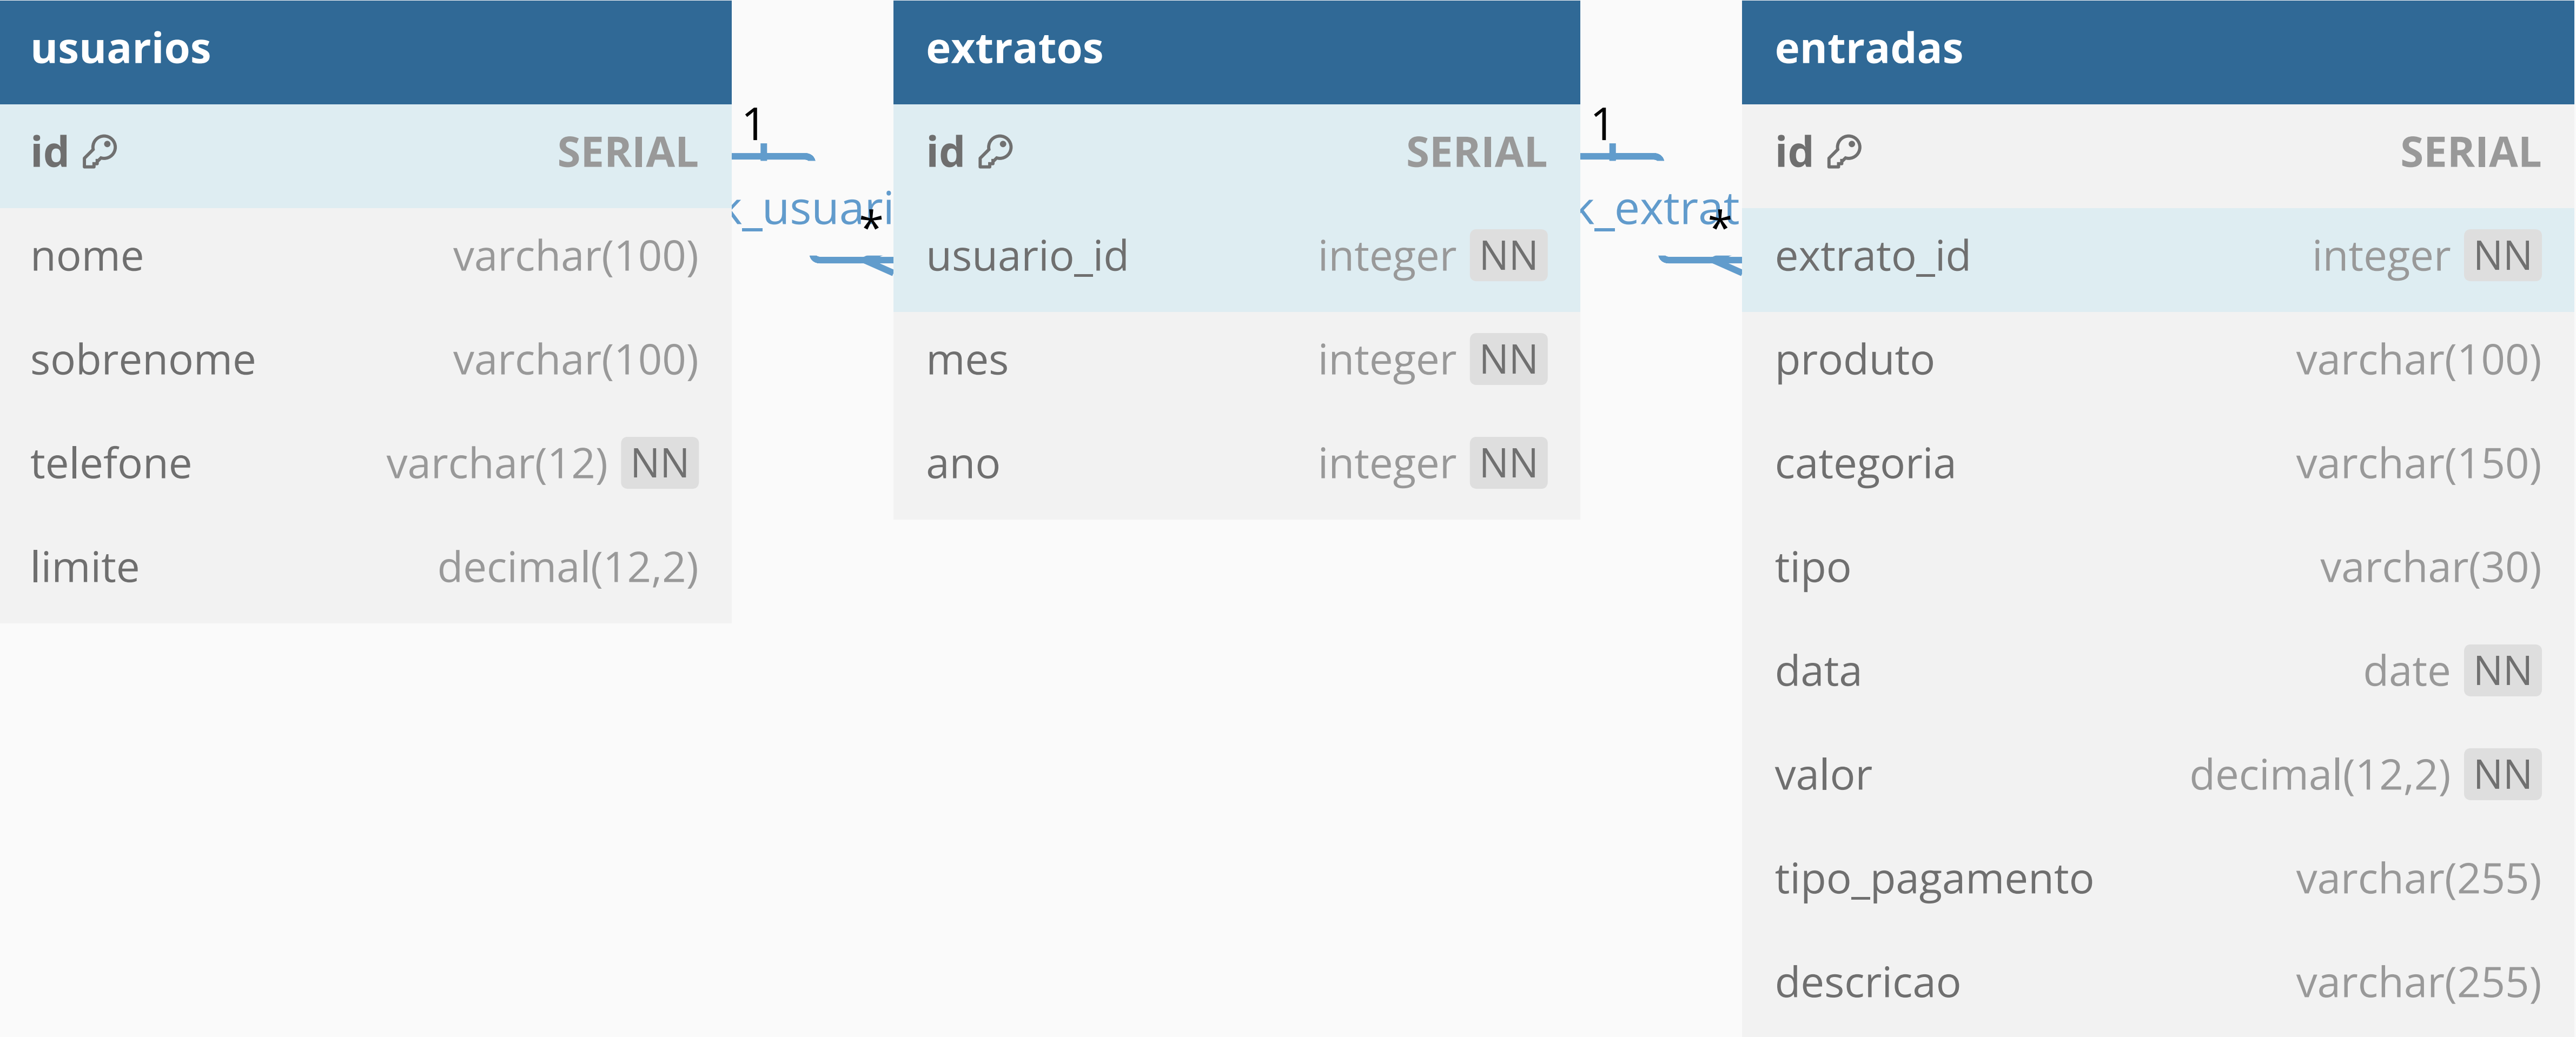 usuarios
id SERIAL
nome varchar(100)
sobrenome varchar(100)
telefone varchar(12) NN
limite decimal(12,2)
1
k_usuari
*
extratos
id SERIAL
usuario_id integer NN
mes integer NN
ano integer NN
1
k_extrat
*
entradas
id SERIAL
extrato_id integer NN
produto varchar(100)
categoria varchar(150)
tipo varchar(30)
data date NN
valor decimal(12,2) NN
tipo_pagamento varchar(255)
descricao varchar(255)